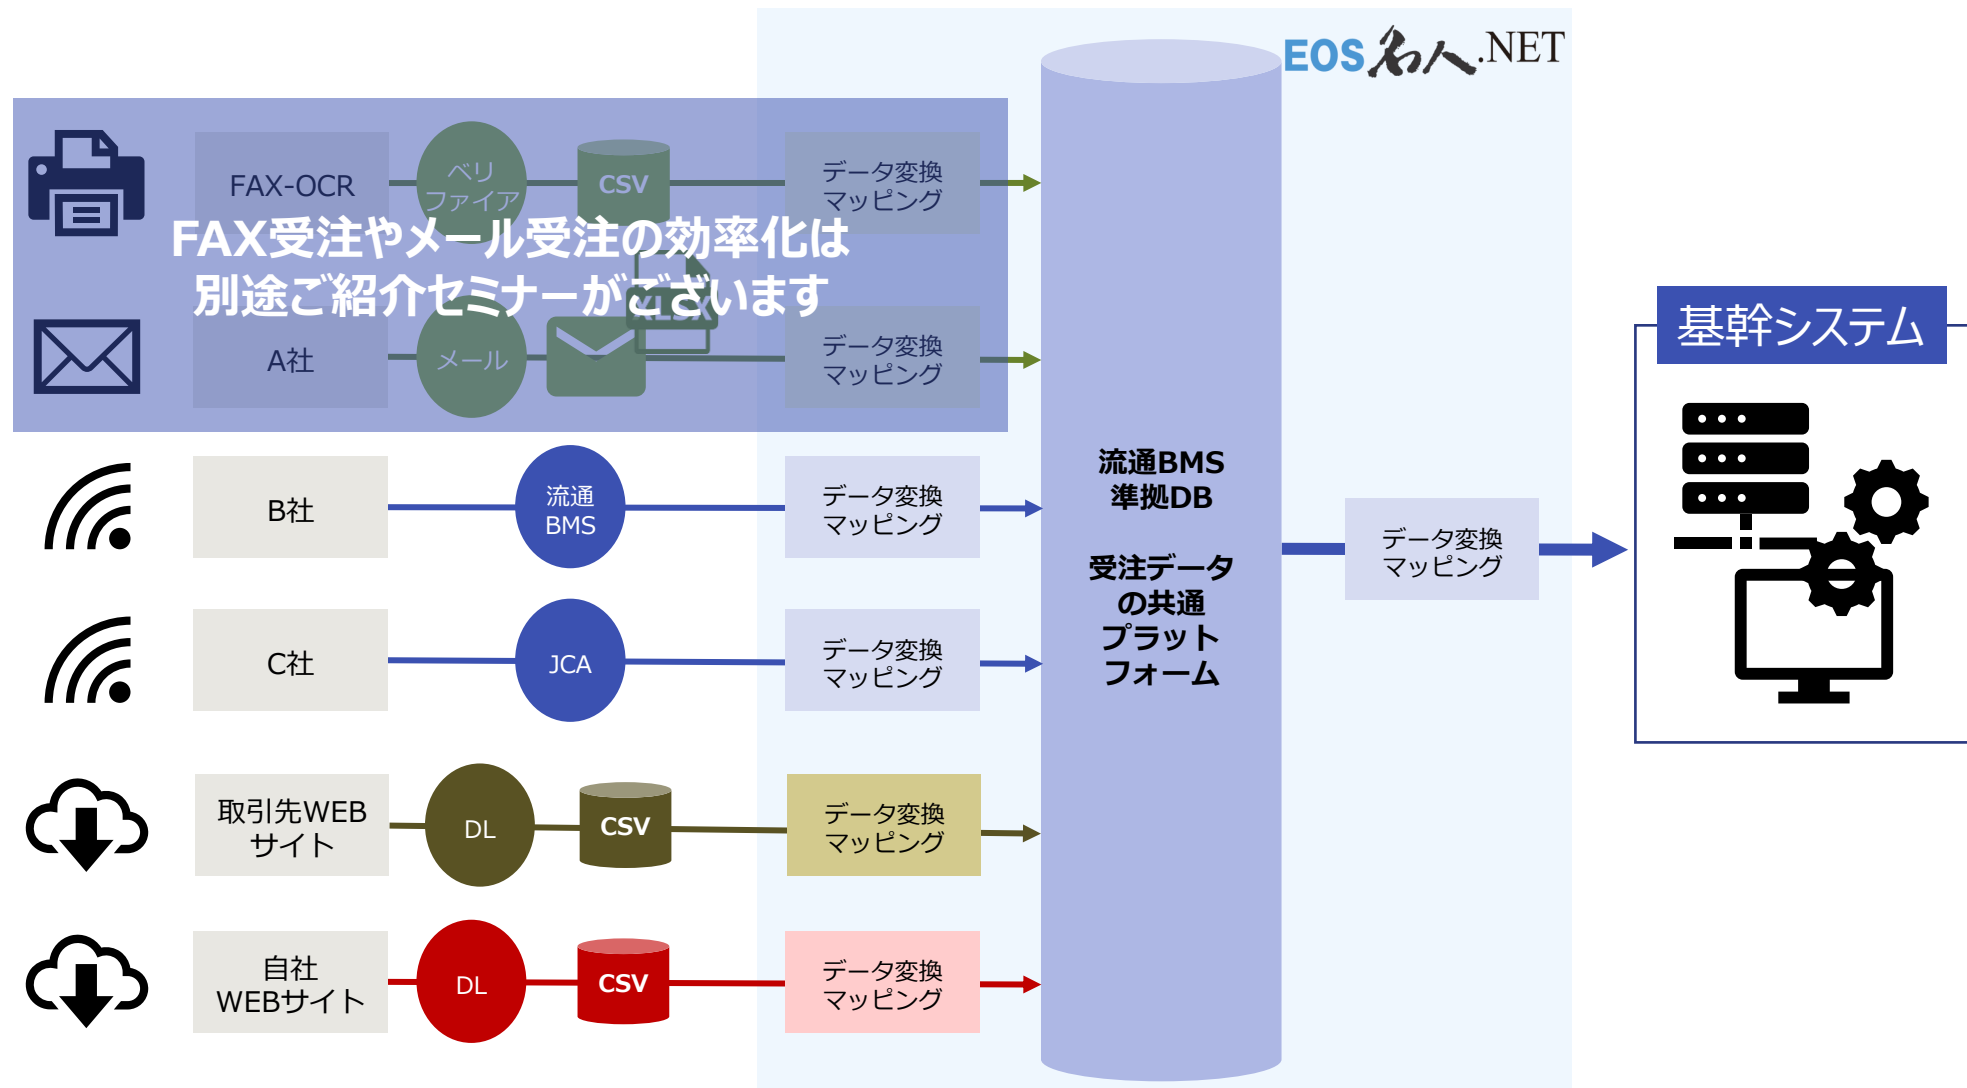 EOS名人.NET
FAX-OCR
ベリ
ファイア
CSV
データ変換
マッピング
FAX受注やメール受注の効率化は
別途ご紹介セミナーがございます
A社
メール
XLSX
データ変換
マッピング
B社
流通
BMS
データ変換
マッピング
C社
JCA
データ変換
マッピング
取引先WEB
サイト
DL
CSV
データ変換
マッピング
自社
WEBサイト
DL
CSV
データ変換
マッピング
流通BMS
準拠DB
受注データ
の共通
プラット
フォーム
データ変換
マッピング
基幹システム